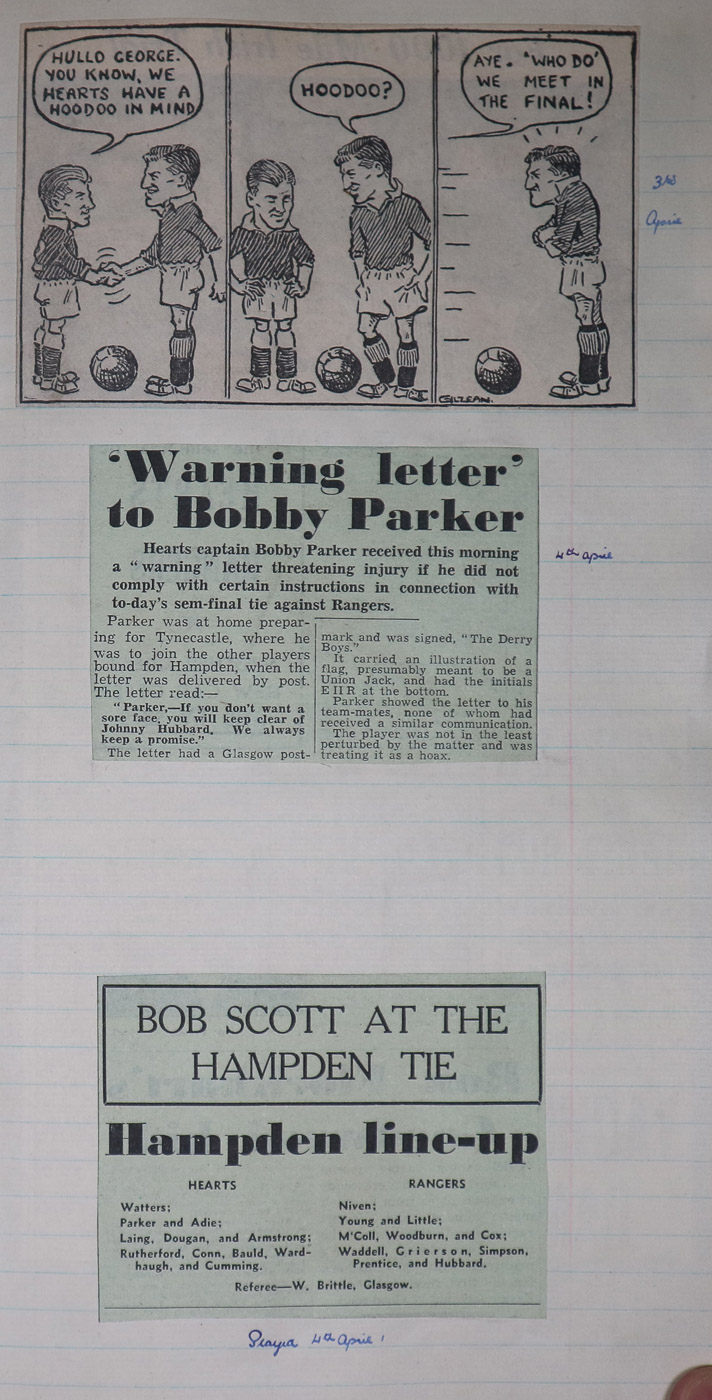 HULLO GEORGE.
YOU KNOW, WE
HEARTS HAVE A
HOODOO IN MIND
HOODOO?
AYE. 'WHO DO'
WE MEET IN
THE FINAL!
GILZEAN.
3rd
April
'Warning letter'
to Bobby Parker
Hearts captain Bobby Parker received this morning
a "warning" letter threatening injury if he did not
comply with certain instructions in connection with
to-day's sem-final tie against Rangers.
Parker was at home prepar-
ing for Tynecastle, where he
was to join the other players
bound for Hampden, when the
letter was delivered by post.
The letter read:—
"Parker,—If you don't want a
sore face, you will keep clear of
Johnny Hubbard. We always
keep a promise."
The letter had a Glasgow post-
mark and was signed, "The Derry
Boys."
It carried an illustration of a
flag, presumably meant to be a
Union Jack, and had the initials
E II R at the bottom.
Parker showed the letter to his
team-mates, none of whom had
received a similar communication.
The player was not in the least
perturbed by the matter and was
treating it as a hoax.
4th April
BOB SCOTT AT THE
HAMPDEN TIE
Hampden line-up
HEARTS
Watters;
Parker and Adie;
Laing, Dougan, and Armstrong;
Rutherford, Conn, Bauld, Ward-
haugh, and Cumming.
RANGERS
Niven;
Young and Little;
M'Coll, Woodburn, and Cox;
Waddell, Grierson, Simpson,
Prentice, and Hubbard.
Referee—W. Brittle, Glasgow.
Played 4th April